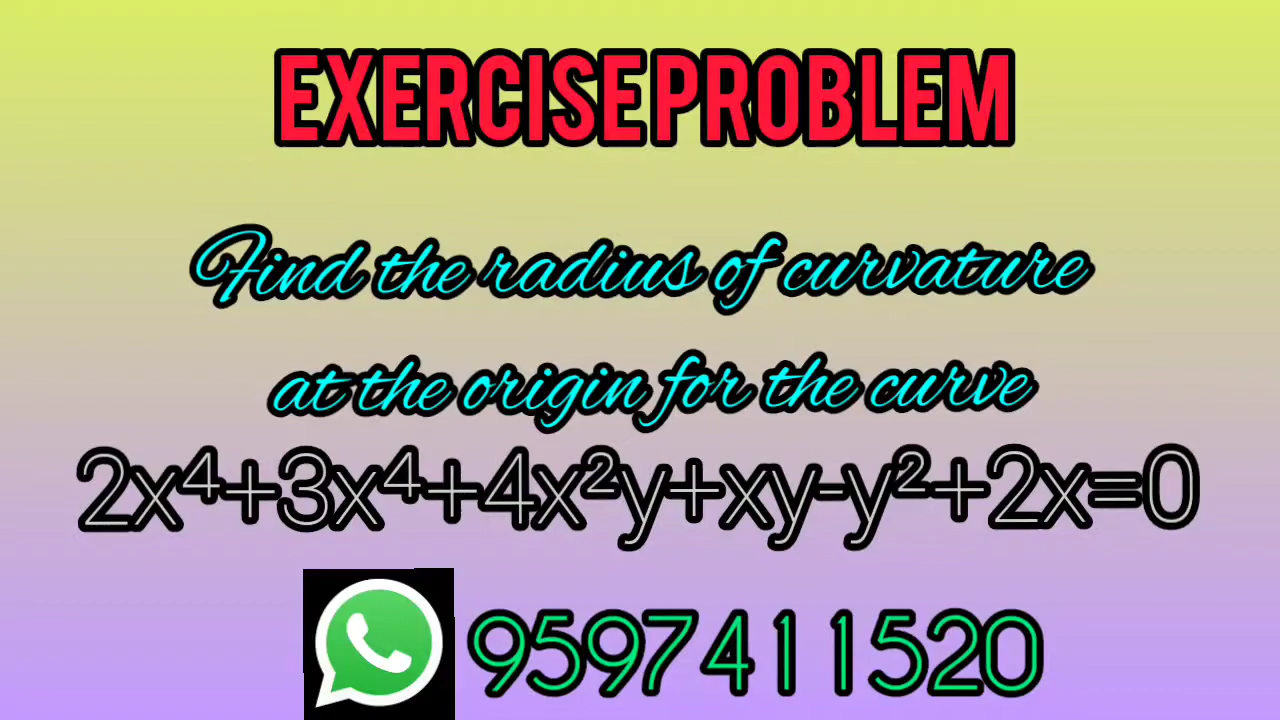 EXERCISE PROBLEM
Find the radius of curvature
at the origin for the curve
2x⁴+3x⁴+4x²y+xy-y²+2x=0
9597411520